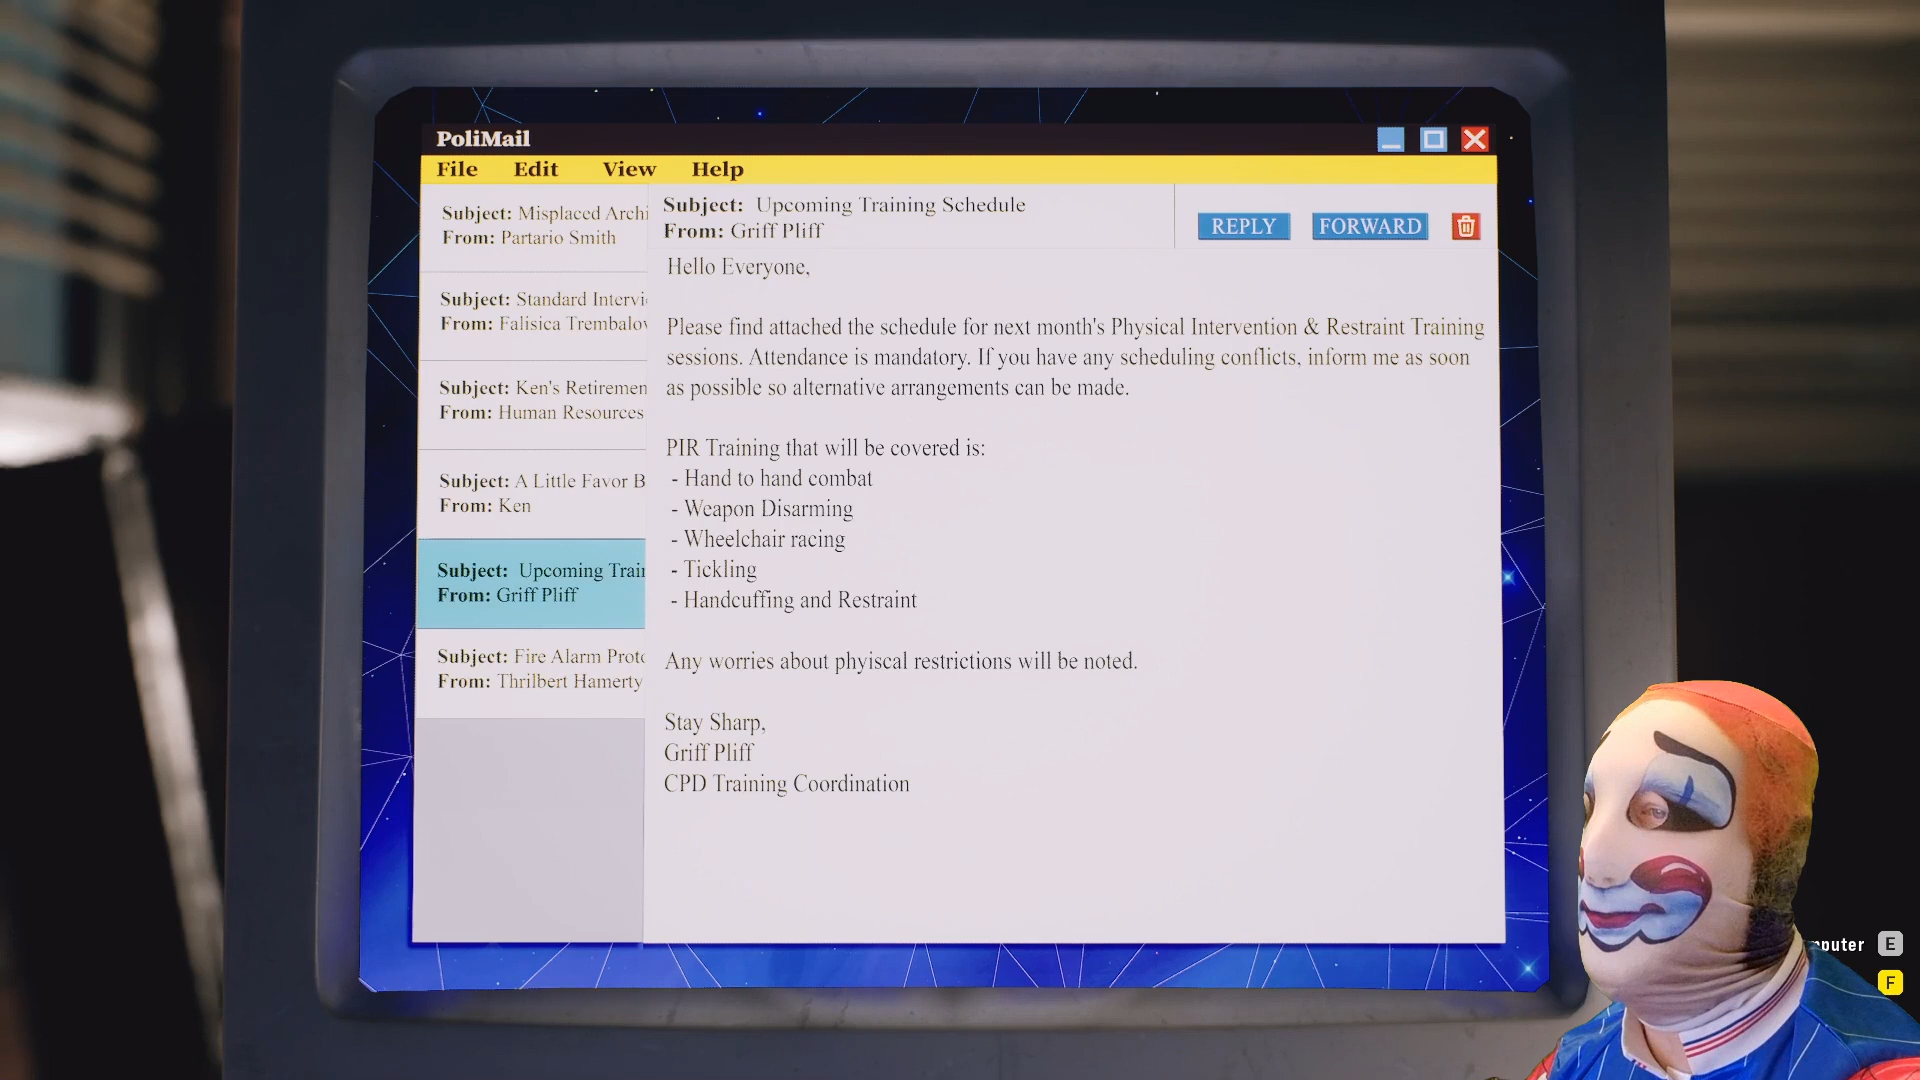 PoliMail
File Edit View Help
Subject: Misplaced Archi
From: Partario Smith
Subject: Standard Intervi
From: Falisica Trembalov
Subject: Ken's Retiremen
From: Human Resources
Subject: A Little Favor B
From: Ken
Subject: Upcoming Train
From: Griff Pliff
Subject: Fire Alarm Proto
From: Thrilbert Hamerty
Subject: Upcoming Training Schedule
From: Griff Pliff
REPLY FORWARD
Hello Everyone,
Please find attached the schedule for next month's Physical Intervention & Restraint Training
sessions. Attendance is mandatory. If you have any scheduling conflicts, inform me as soon
as possible so alternative arrangements can be made.
PIR Training that will be covered is:
- Hand to hand combat
- Weapon Disarming
- Wheelchair racing
- Tickling
- Handcuffing and Restraint
Any worries about phyiscal restrictions will be noted.
Stay Sharp,
Griff Pliff
CPD Training Coordination
mputer E
F